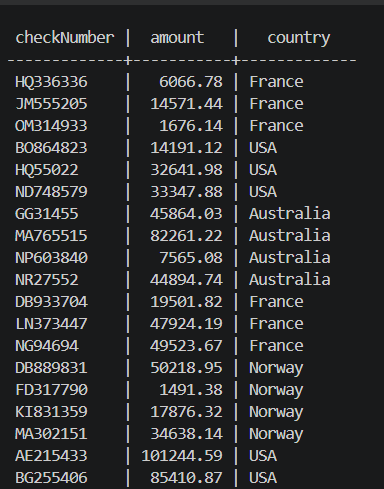 checkNumber | amount | country
-------------+-----------+-------------
HQ336336 | 6066.78 | France
JM555205 | 14571.44 | France
OM314933 | 1676.14 | France
BO864823 | 14191.12 | USA
HQ55022 | 32641.98 | USA
ND748579 | 33347.88 | USA
GG31455 | 45864.03 | Australia
MA765515 | 82261.22 | Australia
NP603840 | 7565.08 | Australia
NR27552 | 44894.74 | Australia
DB933704 | 19501.82 | France
LN373447 | 47924.19 | France
NG94694 | 49523.67 | France
DB889831 | 50218.95 | Norway
FD317790 | 1491.38 | Norway
KI831359 | 17876.32 | Norway
MA302151 | 34638.14 | Norway
AE215433 | 101244.59 | USA
BG255406 | 85410.87 | USA